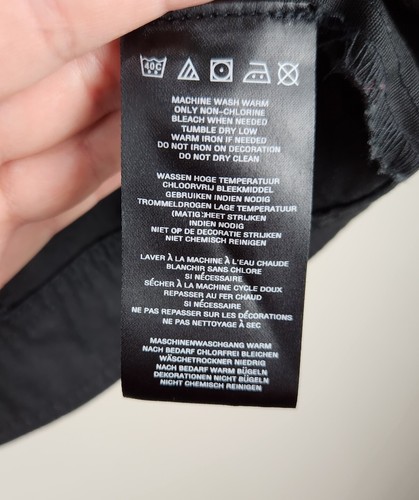 40C
MACHINE WASH WARM
ONLY NON-CHLORINE
BLEACH WHEN NEEDED
TUMBLE DRY LOW
WARM IRON IF NEEDED
DO NOT IRON ON DECORATION
DO NOT DRY CLEAN
WASSEN HOGE TEMPERATUUR
CHLOORVRIJ BLEEKMIDDEL
GEBRUIKEN INDIEN NODIG
TROMMELDROGEN LAGE TEMPERATUUR
(MATIG)HEET STRIJKEN
INDIEN NODIG
NIET OP DE DECORATIE STRIJKEN
NIET CHEMISCH REINIGEN
LAVER À LA MACHINE À L'EAU CHAUDE
BLANCHIR SANS CHLORE
SI NÉCESSAIRE
SÉCHER À LA MACHINE CYCLE DOUX
REPASSER AU FER CHAUD
SI NÉCESSAIRE
NE PAS REPASSER SUR LES DÉCORATIONS
NE PAS NETTOYAGE À SEC
MASCHINENWASCHGANG WARM
NACH BEDARF CHLORFREI BLEICHEN
WÄSCHETROCKNER NIEDRIG
NACH BEDARF WARM BÜGELN
DEKORATIONEN NICHT BÜGELN
NICHT CHEMISCH REINIGEN